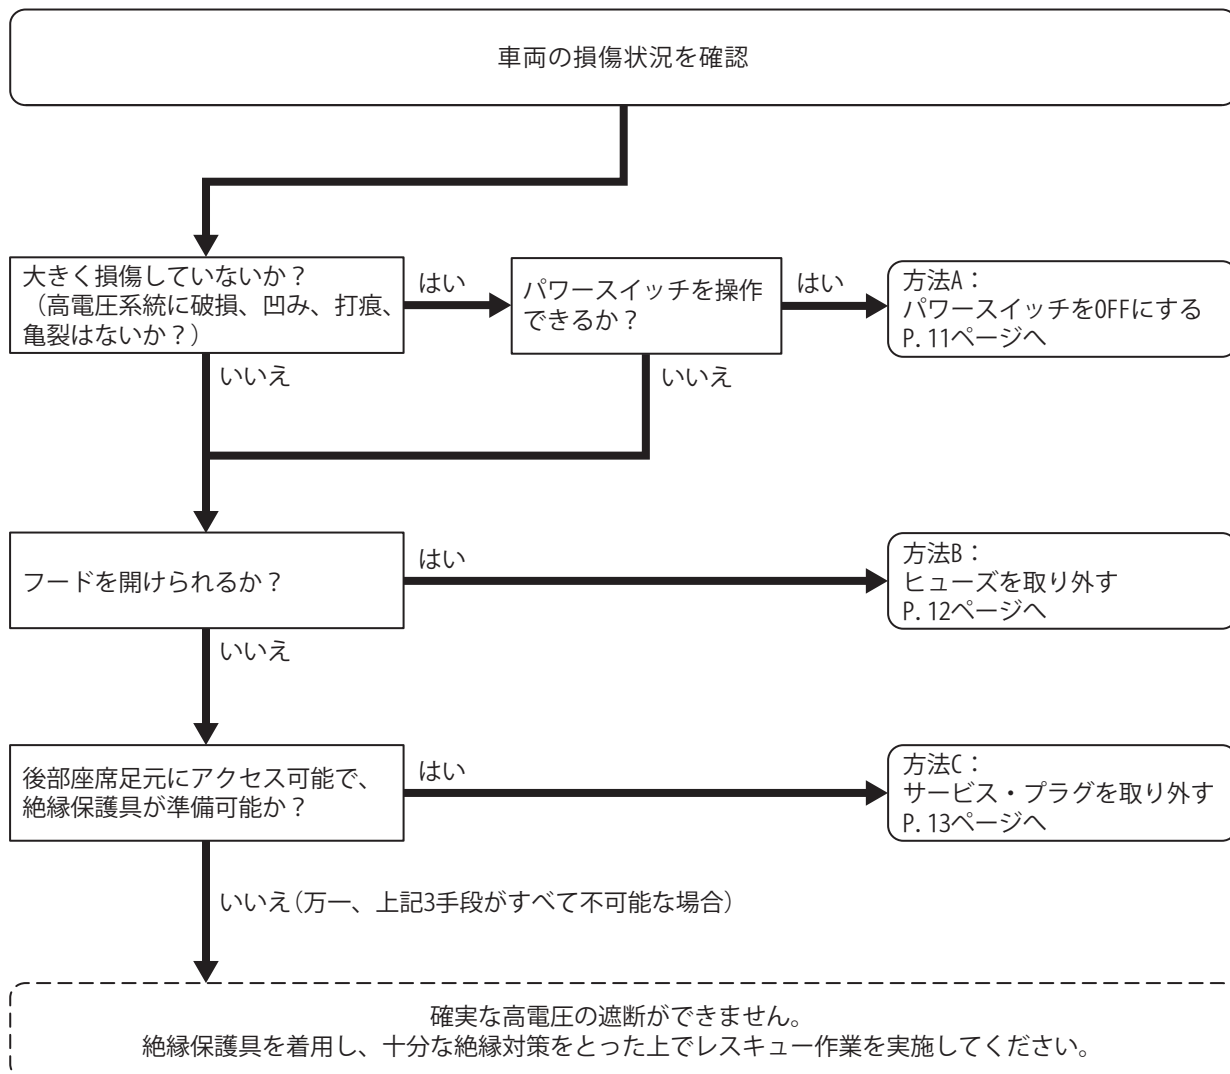 車両の損傷状況を確認
大きく損傷していないか？
（高電圧系統に破損、凹み、打痕、
亀裂はないか？）
はい
パワースイッチを操作
できるか？
はい
方法A：
パワースイッチをOFFにする
P.11ページへ
いいえ
いいえ
フードを開けられるか？
はい
方法B：
ヒューズを取り外す
P.12ページへ
いいえ
後部座席足元にアクセス可能で、
絶縁保護具が準備可能か？
はい
方法C：
サービス・プラグを取り外す
P.13ページへ
いいえ（万一、上記3手段がすべて不可能な場合）
確実な高電圧の遮断ができません。
絶縁保護具を着用し、十分な絶縁対策をとった上でレスキュー作業を実施してください。